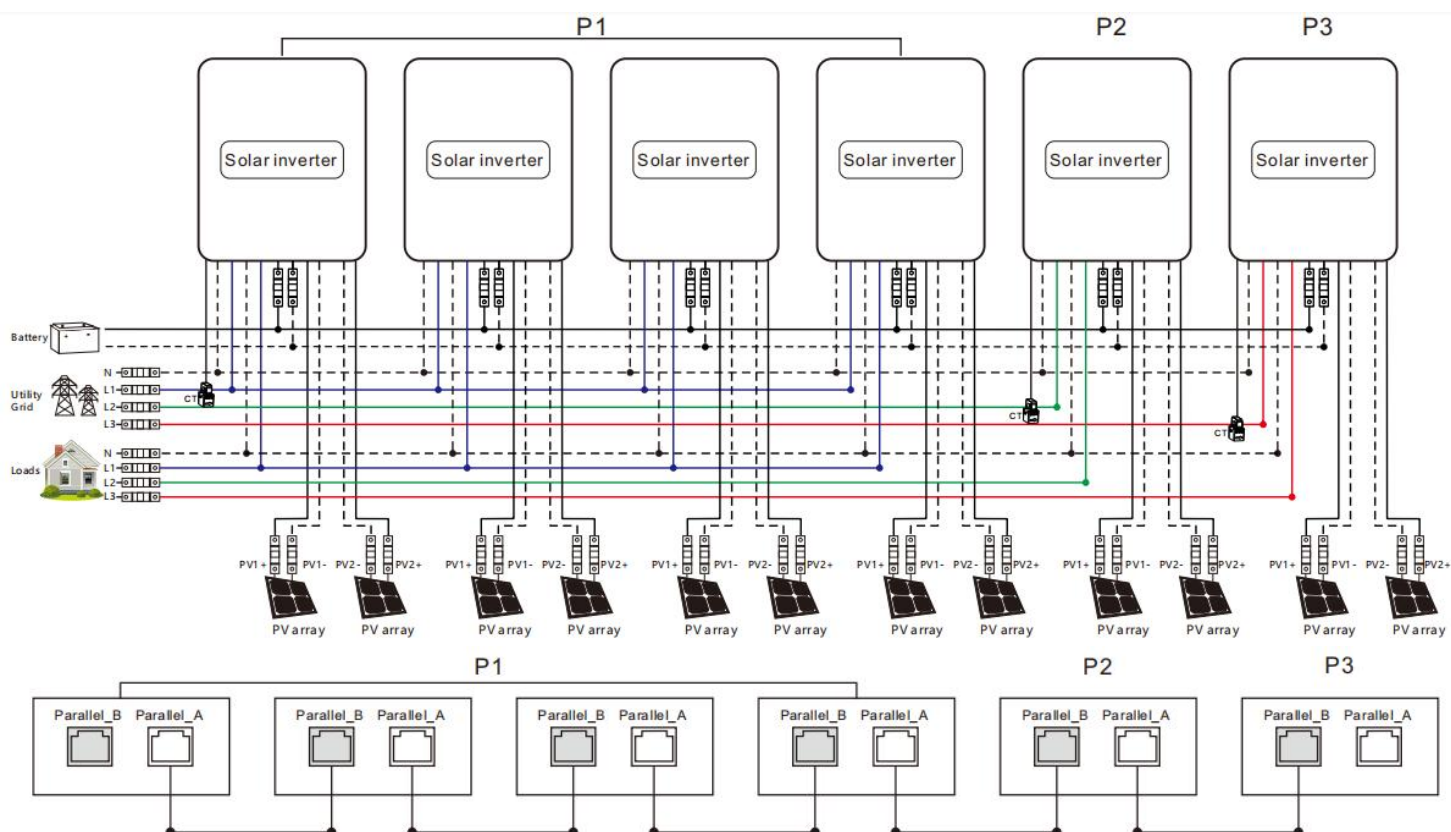 P1 P2 P3
Solar inverter Solar inverter Solar inverter Solar inverter Solar inverter Solar inverter
Battery
N
Utility
Grid
L1
CT
L2
CT
L3
CT
N
Loads
L1
L2
L3
PV1+ PV1- PV2- PV2+ PV1+ PV1- PV2- PV2+ PV1+ PV1- PV2- PV2+ PV1+ PV1- PV2- PV2+ PV1+ PV1- PV2- PV2+ PV1+ PV1- PV2- PV2+
PV array PV array PV array PV array PV array PV array PV array PV array PV array PV array PV array PV array
P1 P2 P3
Parallel_B Parallel_A Parallel_B Parallel_A Parallel_B Parallel_A Parallel_B Parallel_A Parallel_B Parallel_A Parallel_B Parallel_A